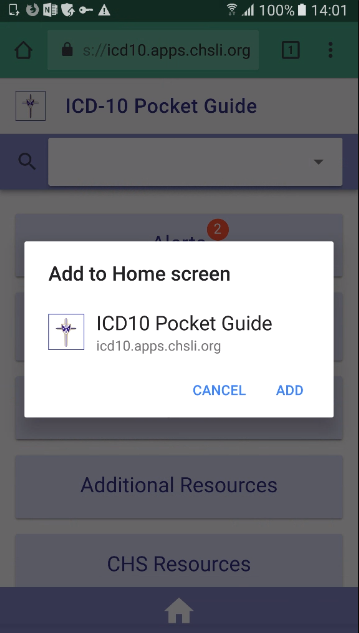 100% 14:01
s://icd10.apps.chsli.org 1
ICD-10 Pocket Guide
Alerts 2
Add to Home screen
ICD10 Pocket Guide
icd10.apps.chsli.org
CANCEL ADD
Additional Resources
CHS Resources